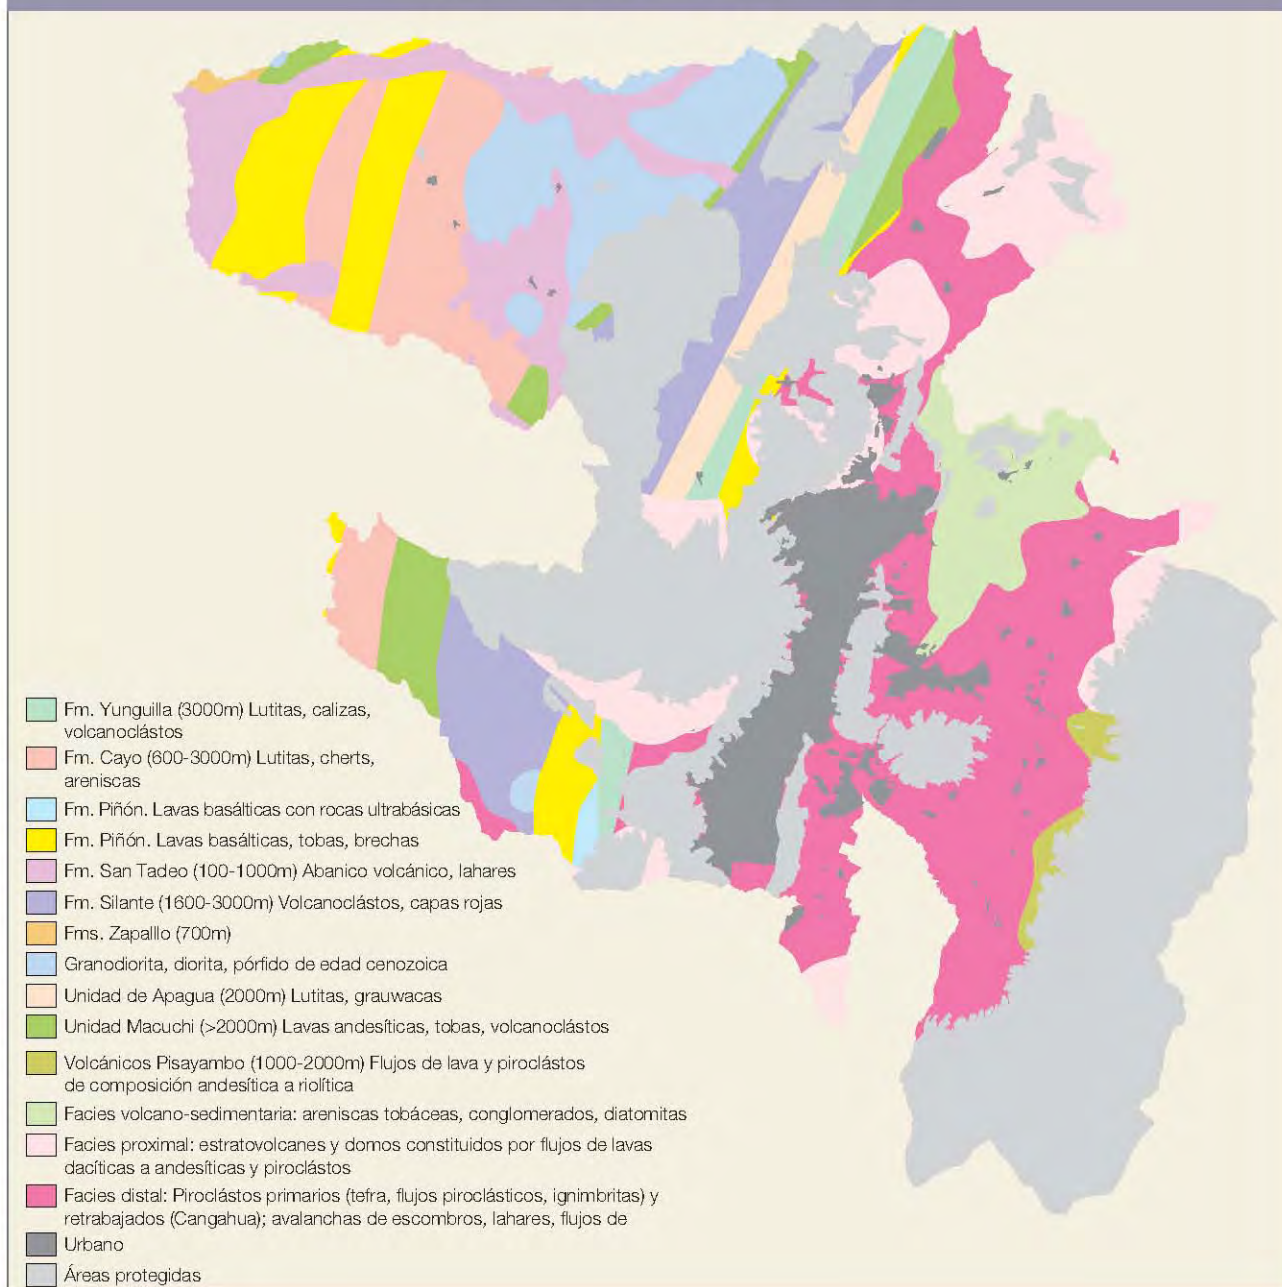 Fm. Yunguilla (3000m) Lutitas, calizas,
volcanoclástos
Fm. Cayo (600-3000m) Lutitas, cherts,
areniscas
Fm. Piñón. Lavas basálticas con rocas ultrabásicas
Fm. Piñón. Lavas basálticas, tobas, brechas
Fm. San Tadeo (100-1000m) Abanico volcánico, lahares
Fm. Silante (1600-3000m) Volcanoclástos, capas rojas
Fms. Zapalllo (700m)
Granodiorita, diorita, pórfido de edad cenozoica
Unidad de Apagua (2000m) Lutitas, grauwacas
Unidad Macuchi (>2000m) Lavas andesíticas, tobas, volcanoclástos
Volcánicos Pisayambo (1000-2000m) Flujos de lava y piroclástos
de composición andesítica a riolítica
Facies volcano-sedimentaria: areniscas tobáceas, conglomerados, diatomitas
Facies proximal: estratovolcanes y domos constituidos por flujos de lavas
dacíticas a andesíticas y piroclástos
Facies distal: Piroclástos primarios (tefra, flujos piroclásticos, ignimbritas) y
retrabajados (Cangahua); avalanchas de escombros, lahares, flujos de
Urbano
Áreas protegidas